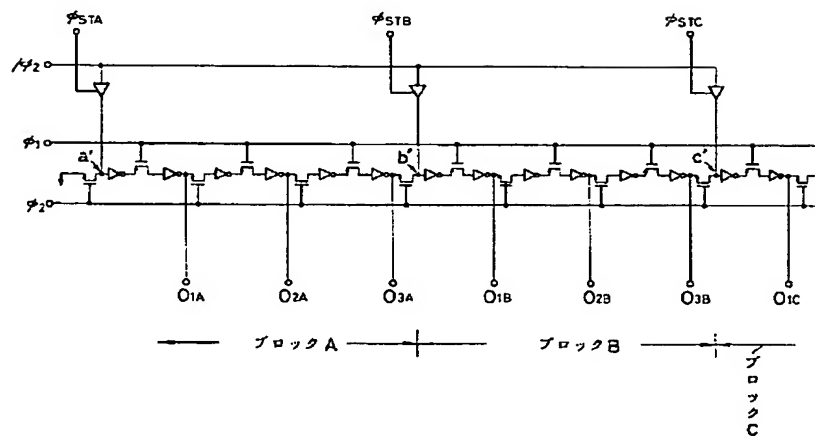 φSTA φSTB φSTC
/φ2
φ1
a' b' c'
φ2
O1A O2A O3A O1B O2B O3B O1C
ブロックA ブロックB
ブロックC